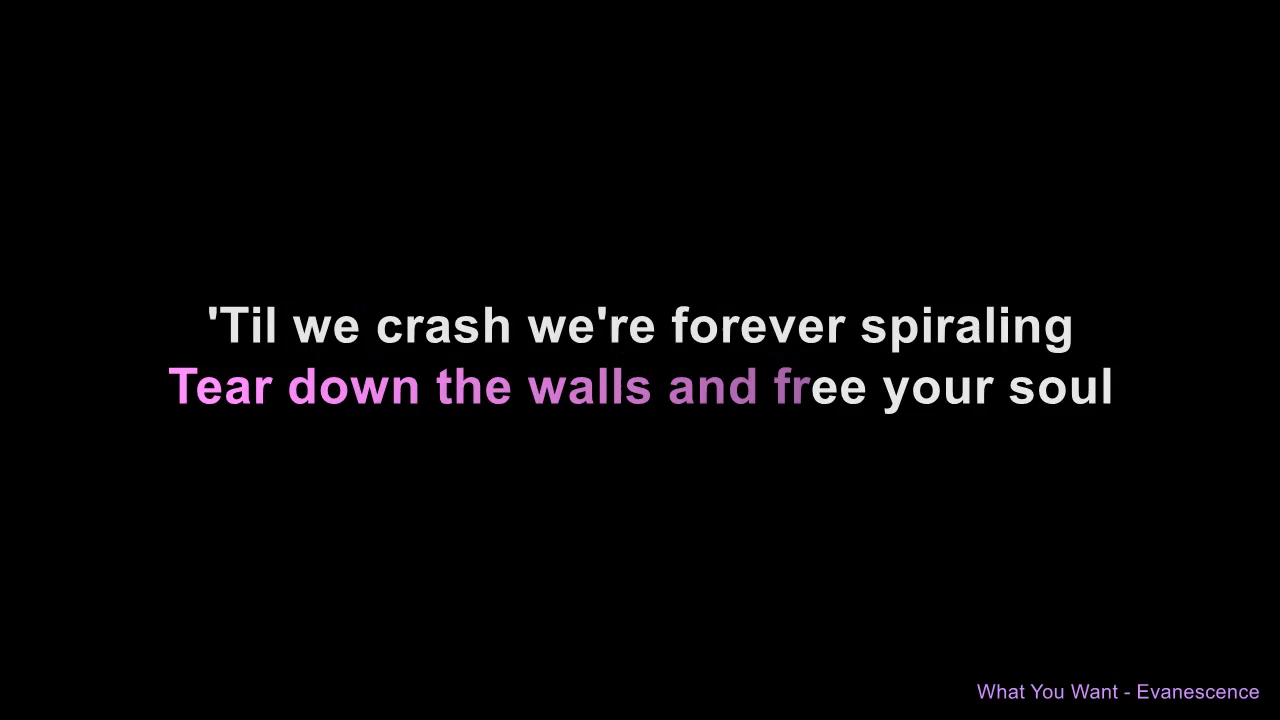 'Til we crash we're forever spiraling
Tear down the walls and free your soul
What You Want - Evanescence